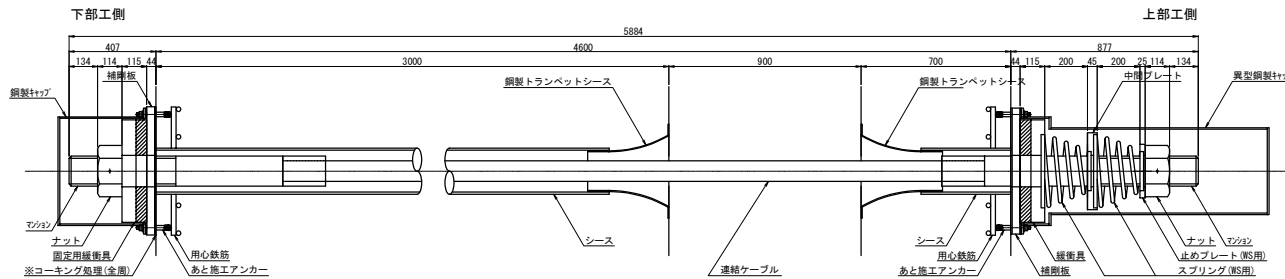 下部工側
上部工側
5884
407
4600
877
134
114
115
44
3000
900
700
44
115
200
45
200
25
114
134
補剛板
鋼製キャップ
鋼製トランペットシース
鋼製トランペットシース
中間プレート
異型鋼製キャップ
マンション
ナット
固定用緩衝具
※コーキング処理(全周)
用心鉄筋
あと施工アンカー
シース
連結ケーブル
シース
用心鉄筋
あと施工アンカー
緩衝具
補剛板
ナット
マンション
止めプレート(WS用)
スプリング(WS用)